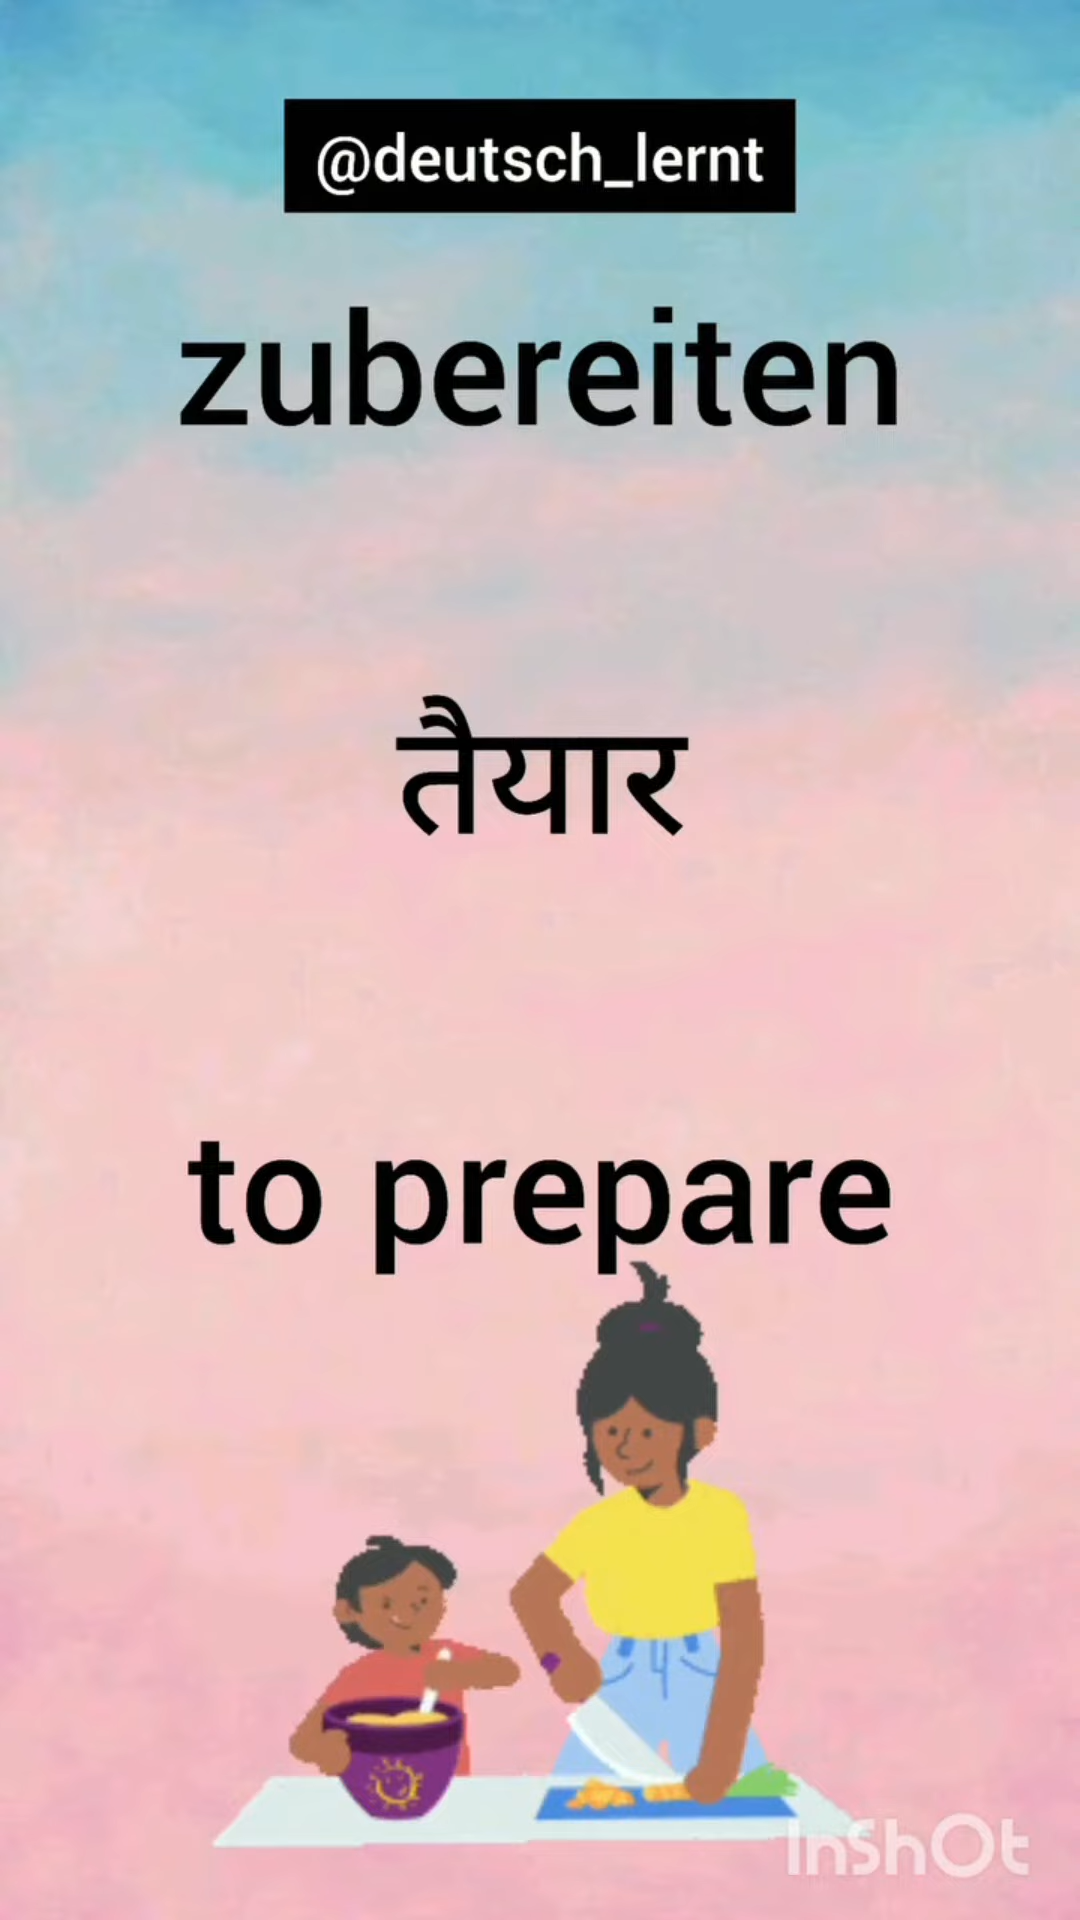 @deutsch_lernt
zubereiten
तैयार
to prepare
InShOt